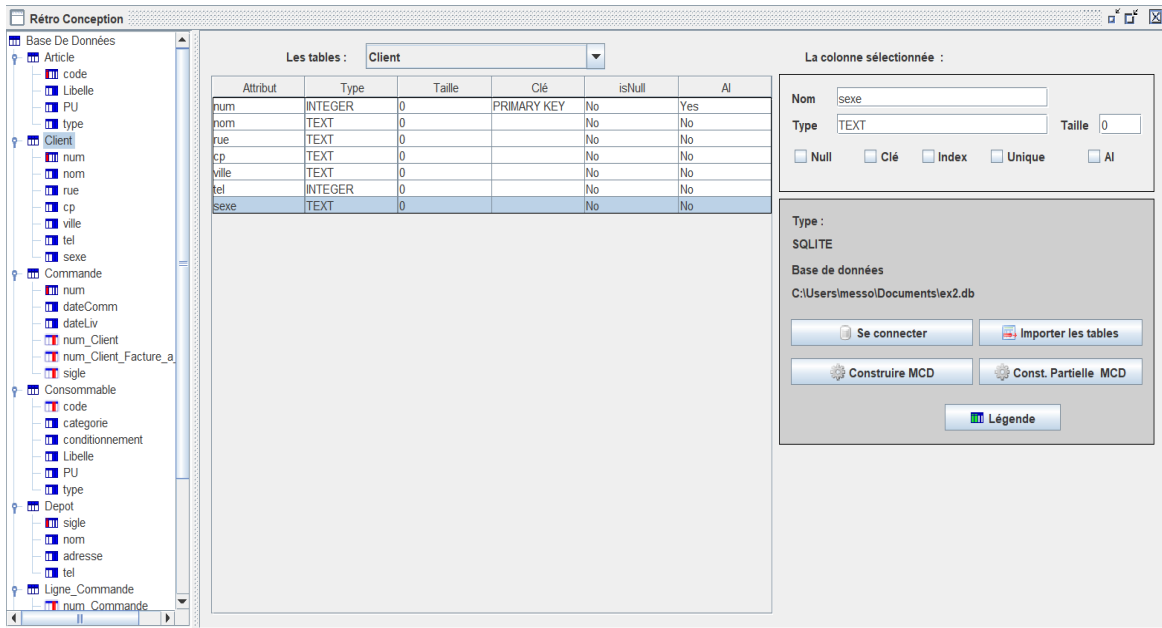 Rétro Conception
Base De Données
Article
code
Libelle
PU
type
Client
num
nom
rue
cp
ville
tel
sexe
Commande
num
dateComm
dateLiv
num_Client
num_Client_Facture_a_
sigle
Consommable
code
categorie
conditionnement
Libelle
PU
type
Depot
sigle
nom
adresse
tel
Ligne_Commande
num_Commande
Les tables : Client
Attribut Type Taille Clé isNull AI
num INTEGER 0 PRIMARY KEY No Yes
nom TEXT 0 No No
rue TEXT 0 No No
cp TEXT 0 No No
ville TEXT 0 No No
tel INTEGER 0 No No
sexe TEXT 0 No No
La colonne sélectionnée :
Nom sexe
Type TEXT Taille 0
Null Clé Index Unique AI
Type :
SQLITE
Base de données
C:\Users\messo\Documents\ex2.db
Se connecter Importer les tables
Construire MCD Const. Partielle MCD
Légende